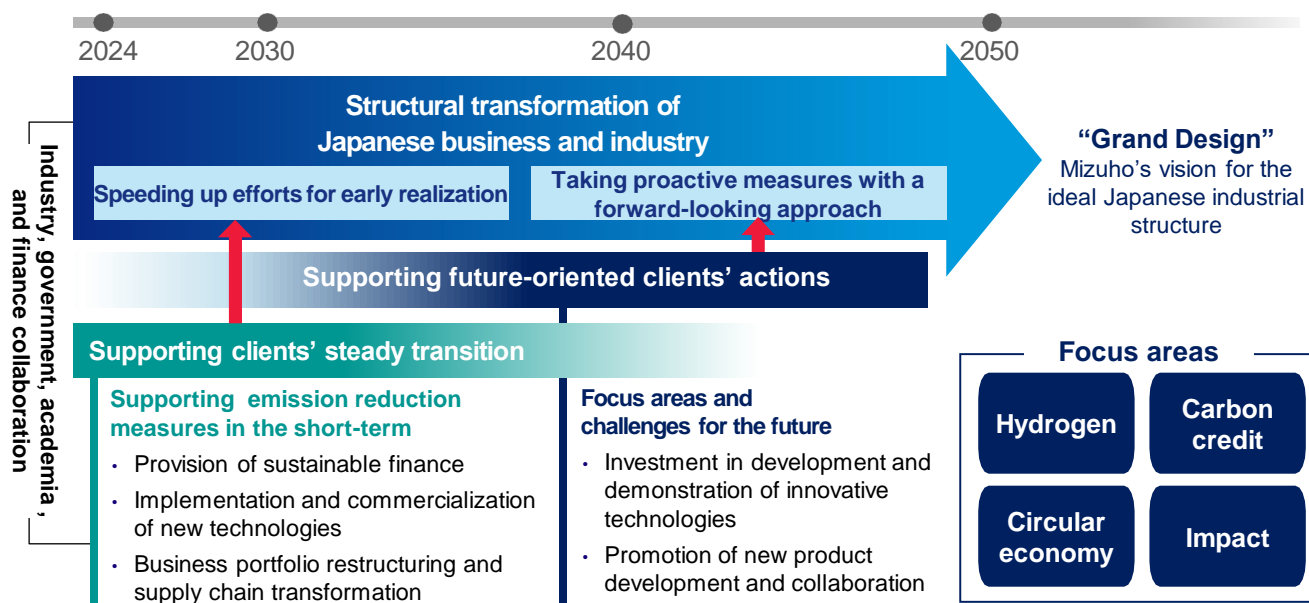 2024
2030
2040
2050
Structural transformation of
Japanese business and industry
Speeding up efforts for early realization
Taking proactive measures with a
forward-looking approach
“Grand Design”
Mizuho’s vision for the
ideal Japanese industrial
structure
Industry, government, academia ,
and finance collaboration
Supporting future-oriented clients’ actions
Supporting clients’ steady transition
Supporting emission reduction
measures in the short-term
• Provision of sustainable finance
• Implementation and commercialization
of new technologies
• Business portfolio restructuring and
supply chain transformation
Focus areas and
challenges for the future
• Investment in development and
demonstration of innovative
technologies
• Promotion of new product
development and collaboration
Focus areas
Hydrogen
Carbon
credit
Circular
economy
Impact